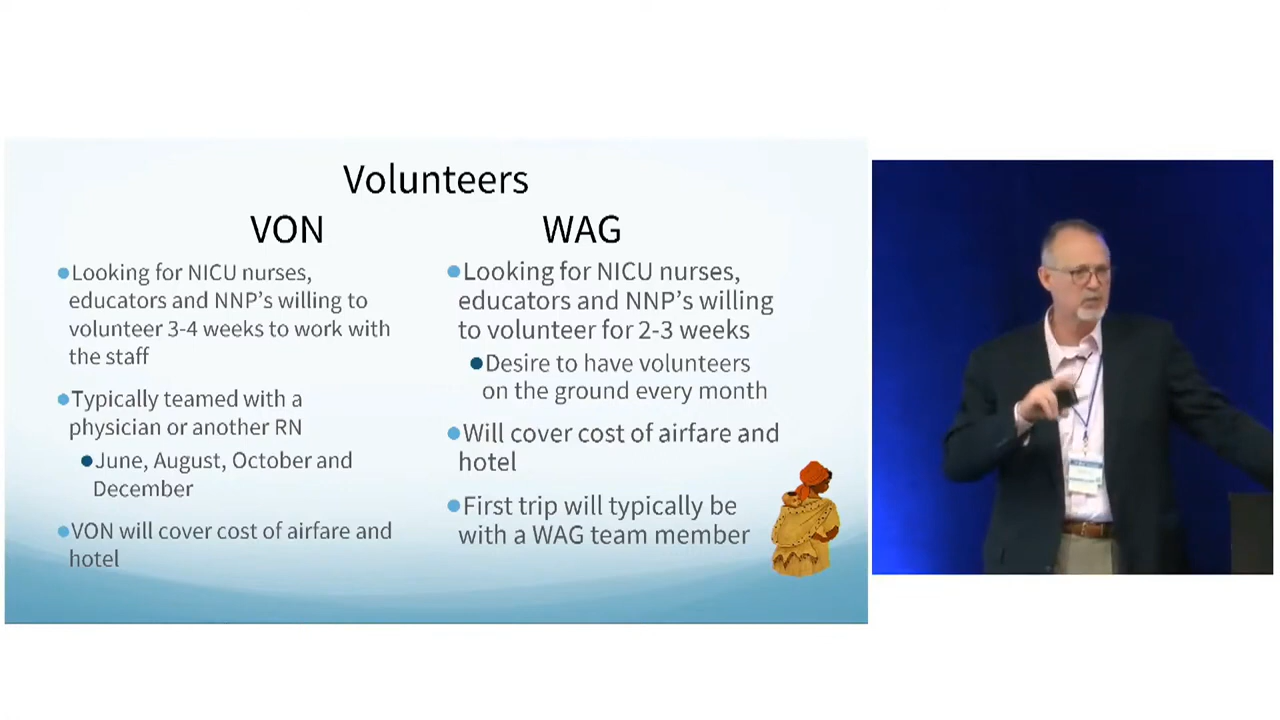 Volunteers
VON
●Looking for NICU nurses,
educators and NNP's willing to
volunteer 3-4 weeks to work with
the staff
●Typically teamed with a
physician or another RN
●June, August, October and
December
●VON will cover cost of airfare and
hotel
WAG
●Looking for NICU nurses,
educators and NNP's willing
to volunteer for 2-3 weeks
●Desire to have volunteers
on the ground every month
●Will cover cost of airfare and
hotel
●First trip will typically be
with a WAG team member